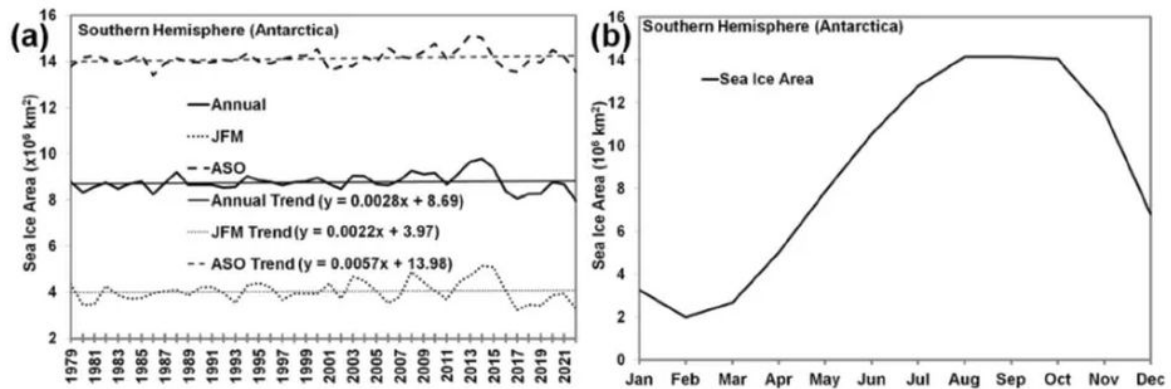 (a)
Southern Hemisphere (Antarctica)
Sea Ice Area (x10⁶ km²)
16
14
12
10
8
6
4
2
Annual
JFM
ASO
Annual Trend (y = 0.0028x + 8.69)
JFM Trend (y = 0.0022x + 3.97)
ASO Trend (y = 0.0057x + 13.98)
1979 1981 1983 1985 1987 1989 1991 1993 1995 1997 1999 2001 2003 2005 2007 2009 2011 2013 2015 2017 2019 2021
(b)
Southern Hemisphere (Antarctica)
Sea Ice Area (10⁶ km²)
16
14
12
10
8
6
4
2
0
Sea Ice Area
Jan Feb Mar Apr May Jun Jul Aug Sep Oct Nov Dec